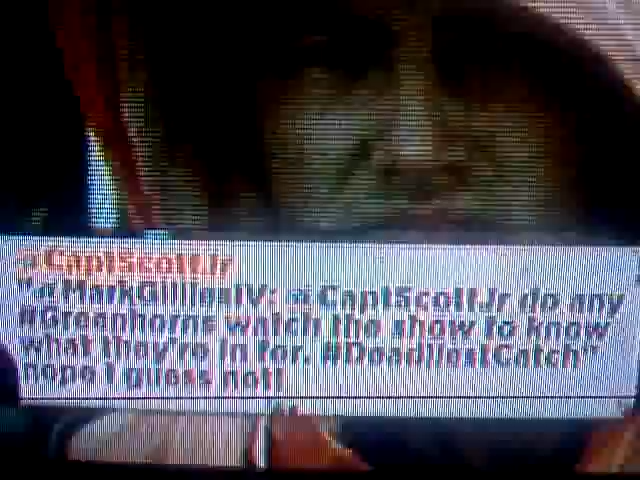 @CaptScottJr
"@MarkGilliesIV: @CaptScottJr do any
#Greenhorns watch the show to know
what they're in for. #DeadliestCatch"
nope I guess not!